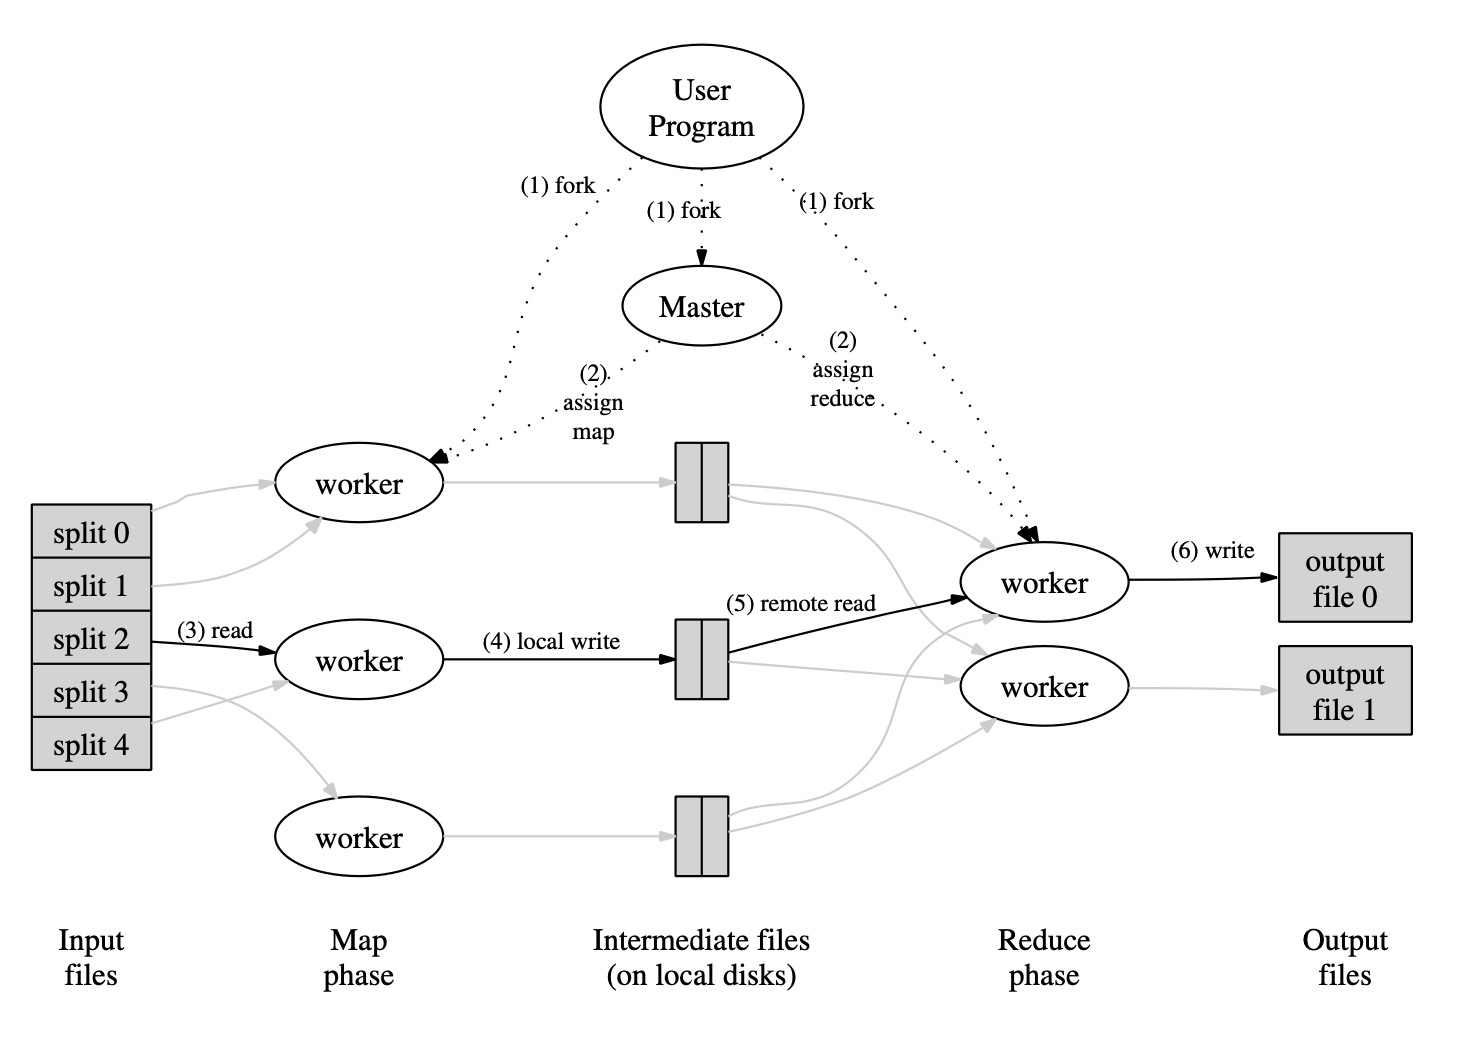 User
Program
(1) fork
(1) fork
(1) fork
Master
(2)
assign
map
(2)
assign
reduce
worker
split 0
split 1
split 2
split 3
split 4
(3) read
worker
(4) local write
worker
(5) remote read
worker
worker
(6) write
output
file 0
output
file 1
Input
files
Map
phase
Intermediate files
(on local disks)
Reduce
phase
Output
files